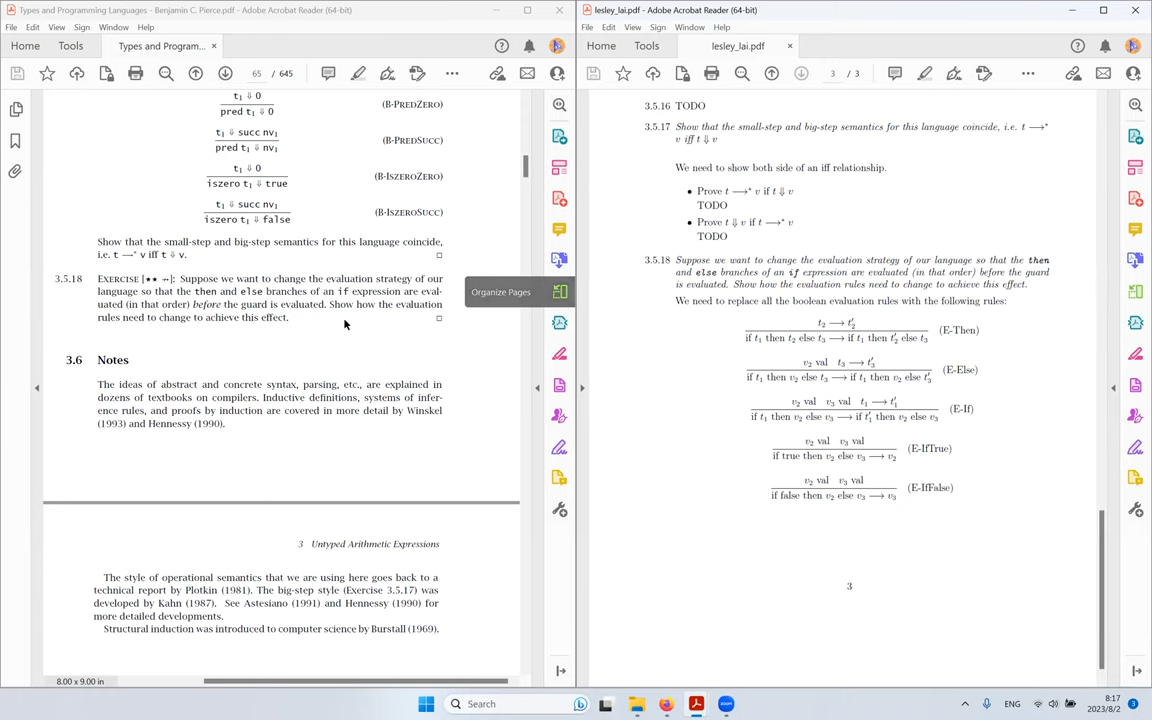 Types and Programming Languages - Benjamin C. Pierce.pdf - Adobe Acrobat Reader (64-bit)
File Edit View Sign Window Help
Home Tools Types and Program... ×
65 / 645
t₁ ⇓ 0
pred t₁ ⇓ 0
(B-PREDZERO)
t₁ ⇓ succ nv₁
pred t₁ ⇓ nv₁
(B-PREDSUCC)
t₁ ⇓ 0
iszero t₁ ⇓ true
(B-ISZEROZERO)
t₁ ⇓ succ nv₁
iszero t₁ ⇓ false
(B-ISZEROSUCC)
Show that the small-step and big-step semantics for this language coincide,
i.e. t →* v iff t ⇓ v. □
3.5.18 EXERCISE [★★ ↛]: Suppose we want to change the evaluation strategy of our
language so that the then and else branches of an if expression are eval-
uated (in that order) before the guard is evaluated. Show how the evaluation
rules need to change to achieve this effect. □
3.6 Notes
The ideas of abstract and concrete syntax, parsing, etc., are explained in
dozens of textbooks on compilers. Inductive definitions, systems of infer-
ence rules, and proofs by induction are covered in more detail by Winskel
(1993) and Hennessy (1990).
3 Untyped Arithmetic Expressions
The style of operational semantics that we are using here goes back to a
technical report by Plotkin (1981). The big-step style (Exercise 3.5.17) was
developed by Kahn (1987). See Astesiano (1991) and Hennessy (1990) for
more detailed developments.
Structural induction was introduced to computer science by Burstall (1969).
8.00 x 9.00 in
Organize Pages
lesley_lai.pdf - Adobe Acrobat Reader (64-bit)
File Edit View Sign Window Help
Home Tools lesley_lai.pdf ×
3 / 3
3.5.16 TODO
3.5.17 Show that the small-step and big-step semantics for this language coincide, i.e. t ⟶*
v iff t ⇓ v
We need to show both side of an iff relationship.
• Prove t ⟶* v if t ⇓ v
TODO
• Prove t ⇓ v if t ⟶* v
TODO
3.5.18 Suppose we want to change the evaluation strategy of our language so that the then
and else branches of an if expression are evaluated (in that order) before the guard
is evaluated. Show how the evaluation rules need to change to achieve this effect.
We need to replace all the boolean evaluation rules with the following rules:
t₂ ⟶ t₂′
if t₁ then t₂ else t₃ ⟶ if t₁ then t₂′ else t₃
(E-Then)
v₂ val t₃ ⟶ t₃′
if t₁ then v₂ else t₃ ⟶ if t₁ then v₂ else t₃′
(E-Else)
v₂ val v₃ val t₁ ⟶ t₁′
if t₁ then v₂ else v₃ ⟶ if t₁′ then v₂ else v₃
(E-If)
v₂ val v₃ val
if true then v₂ else v₃ ⟶ v₂
(E-IfTrue)
v₂ val v₃ val
if false then v₂ else v₃ ⟶ v₃
(E-IfFalse)
3
Search
ENG
8:17
2023/8/2
3